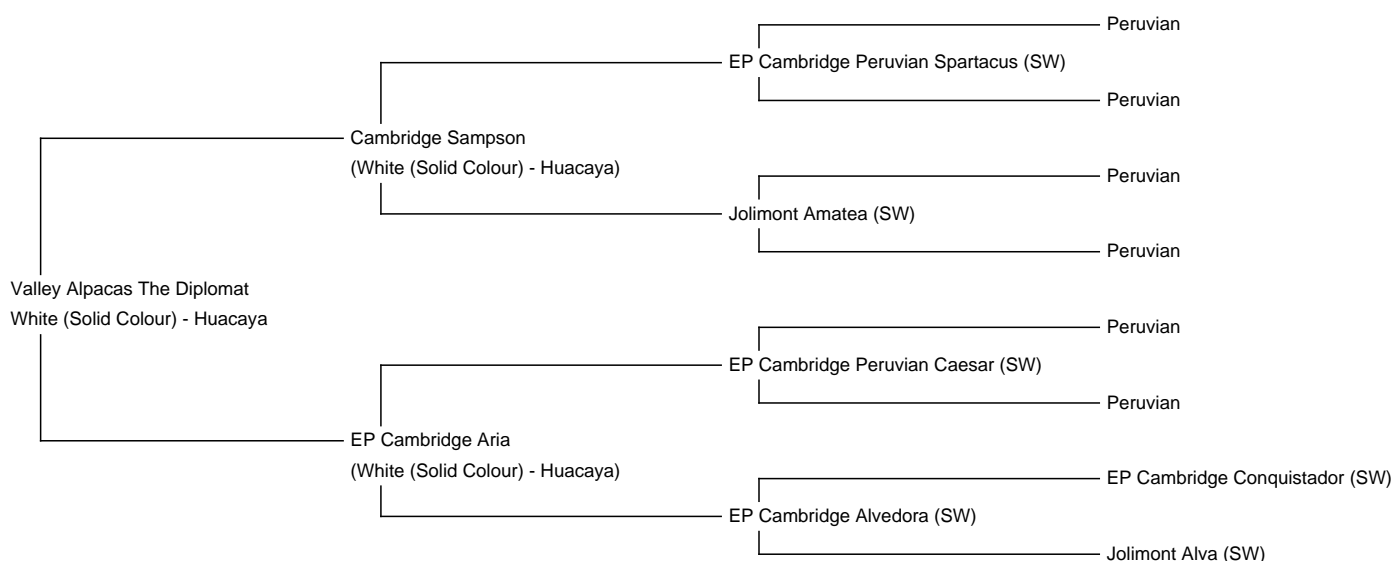 Peruvian
EP Cambridge Peruvian Spartacus (SW)
Peruvian
Cambridge Sampson
(White (Solid Colour) - Huacaya)
Peruvian
Jolimont Amatea (SW)
Peruvian
Valley Alpacas The Diplomat
White (Solid Colour) - Huacaya
Peruvian
EP Cambridge Peruvian Caesar (SW)
Peruvian
EP Cambridge Aria
(White (Solid Colour) - Huacaya)
EP Cambridge Conquistador (SW)
EP Cambridge Alvedora (SW)
Jolimont Alva (SW)